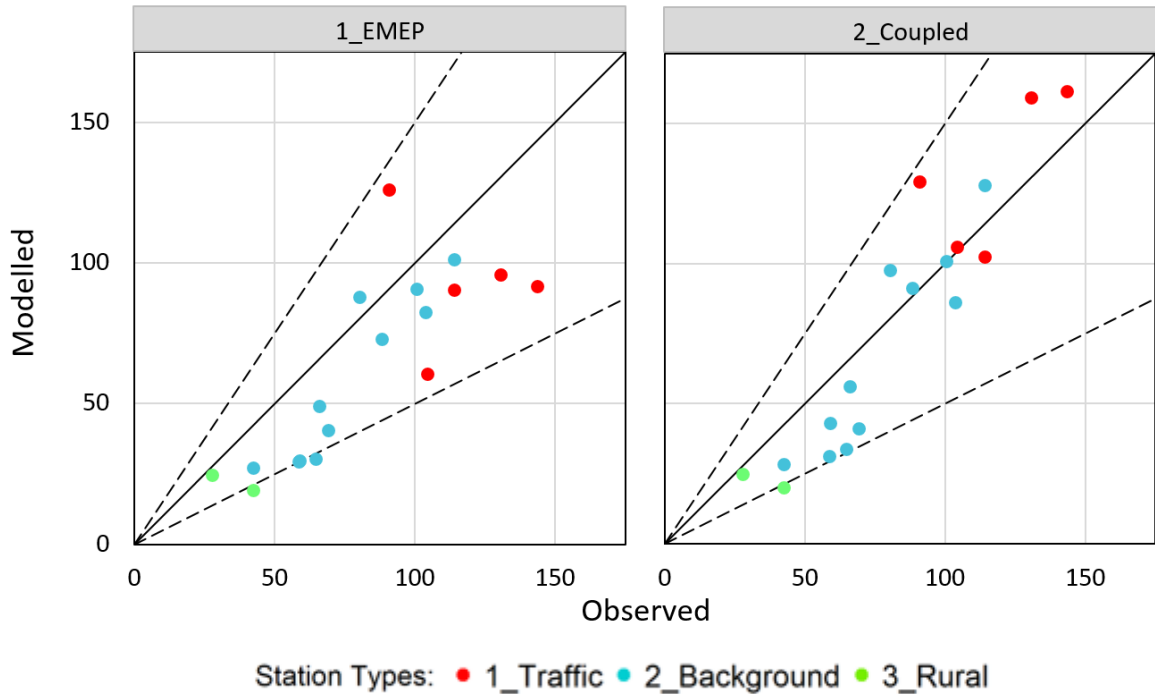 1_EMEP
2_Coupled
150
100
50
0
Modelled
0 50 100 150
0 50 100 150
Observed
Station Types: 1_Traffic 2_Background 3_Rural